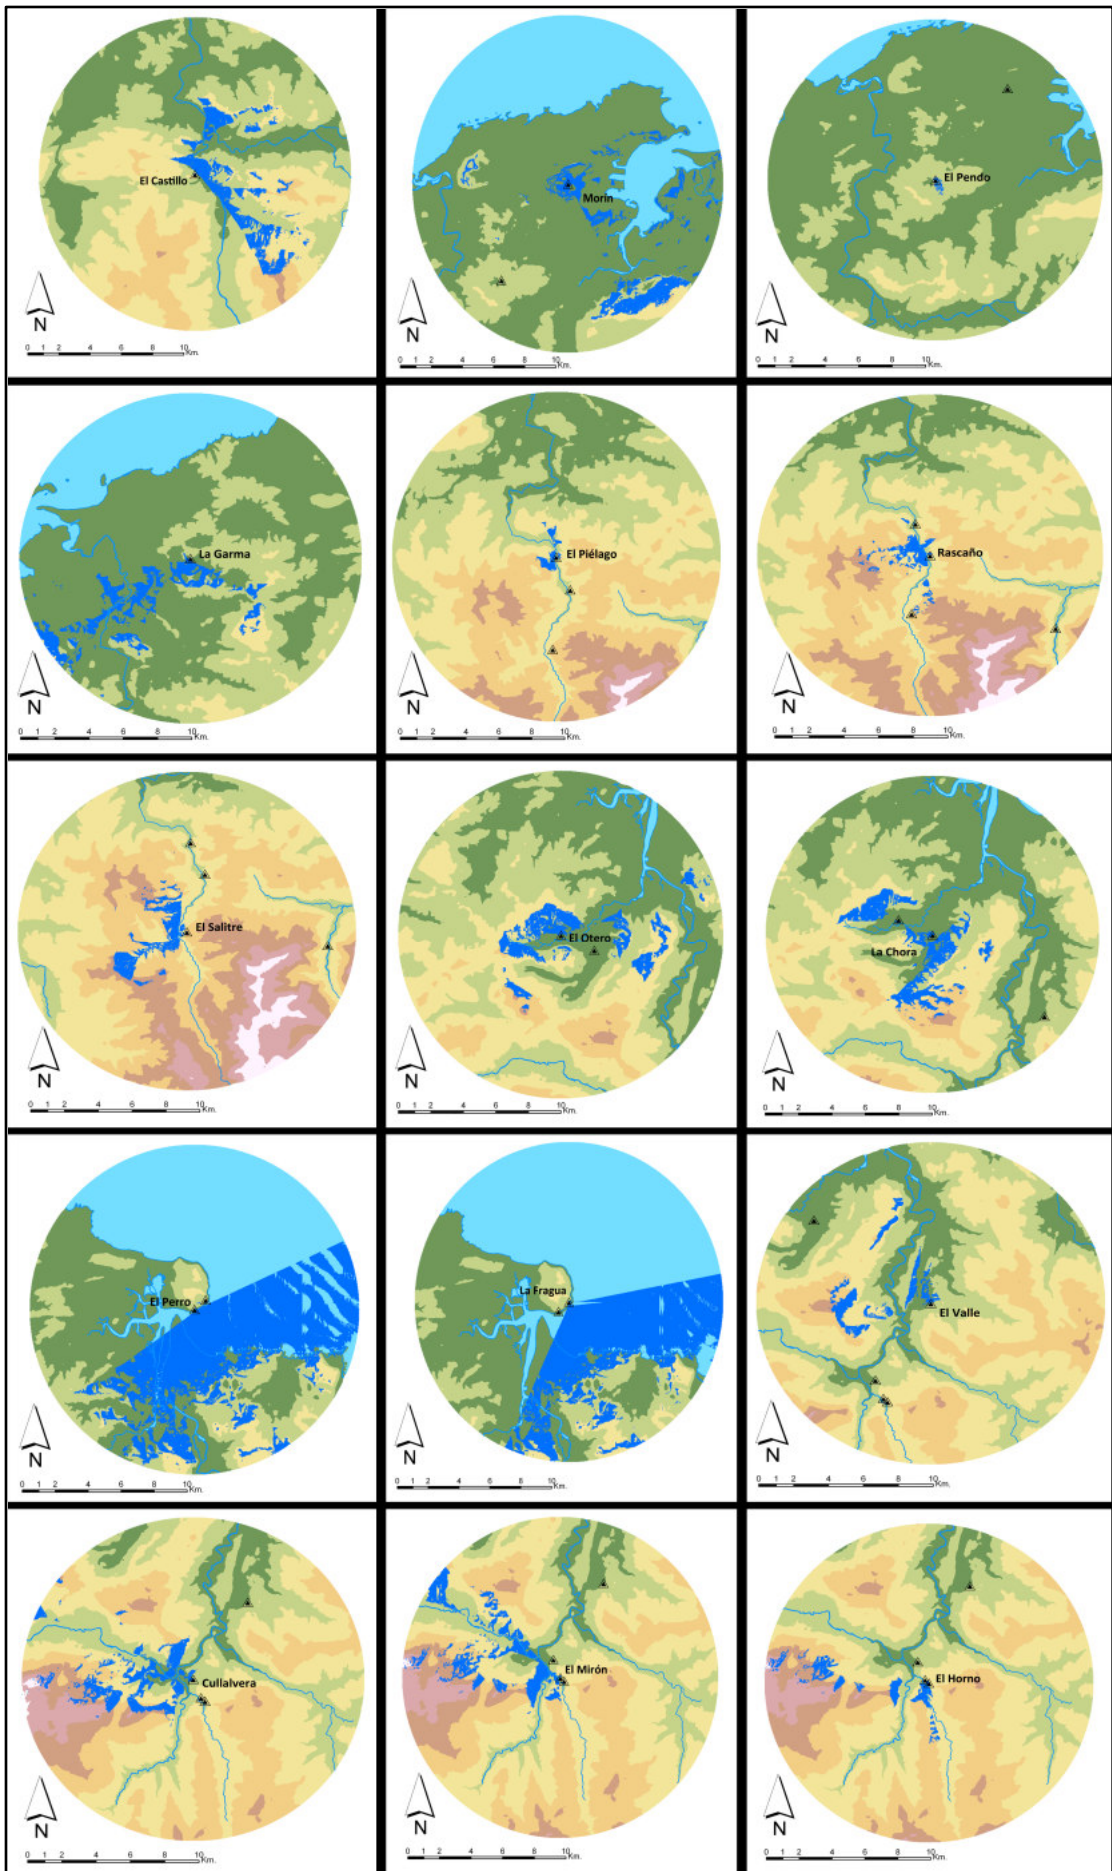 El Castillo
N
0 1 2 4 6 8 10
Km.
Morín
N
0 1 2 4 6 8 10
Km.
El Pendo
N
0 1 2 4 6 8 10
Km.
La Garma
N
0 1 2 4 6 8 10
Km.
El Piélago
N
0 1 2 4 6 8 10
Km.
Rascaño
N
0 1 2 4 6 8 10
Km.
El Salitre
N
0 1 2 4 6 8 10
Km.
El Otero
N
0 1 2 4 6 8 10
Km.
La Chora
N
0 1 2 4 6 8 10
Km.
El Perro
N
0 1 2 4 6 8 10
Km.
La Fragua
N
0 1 2 4 6 8 10
Km.
El Valle
N
0 1 2 4 6 8 10
Km.
Cullalvera
N
0 1 2 4 6 8 10
Km.
El Mirón
N
0 1 2 4 6 8 10
Km.
El Horno
N
0 1 2 4 6 8 10
Km.